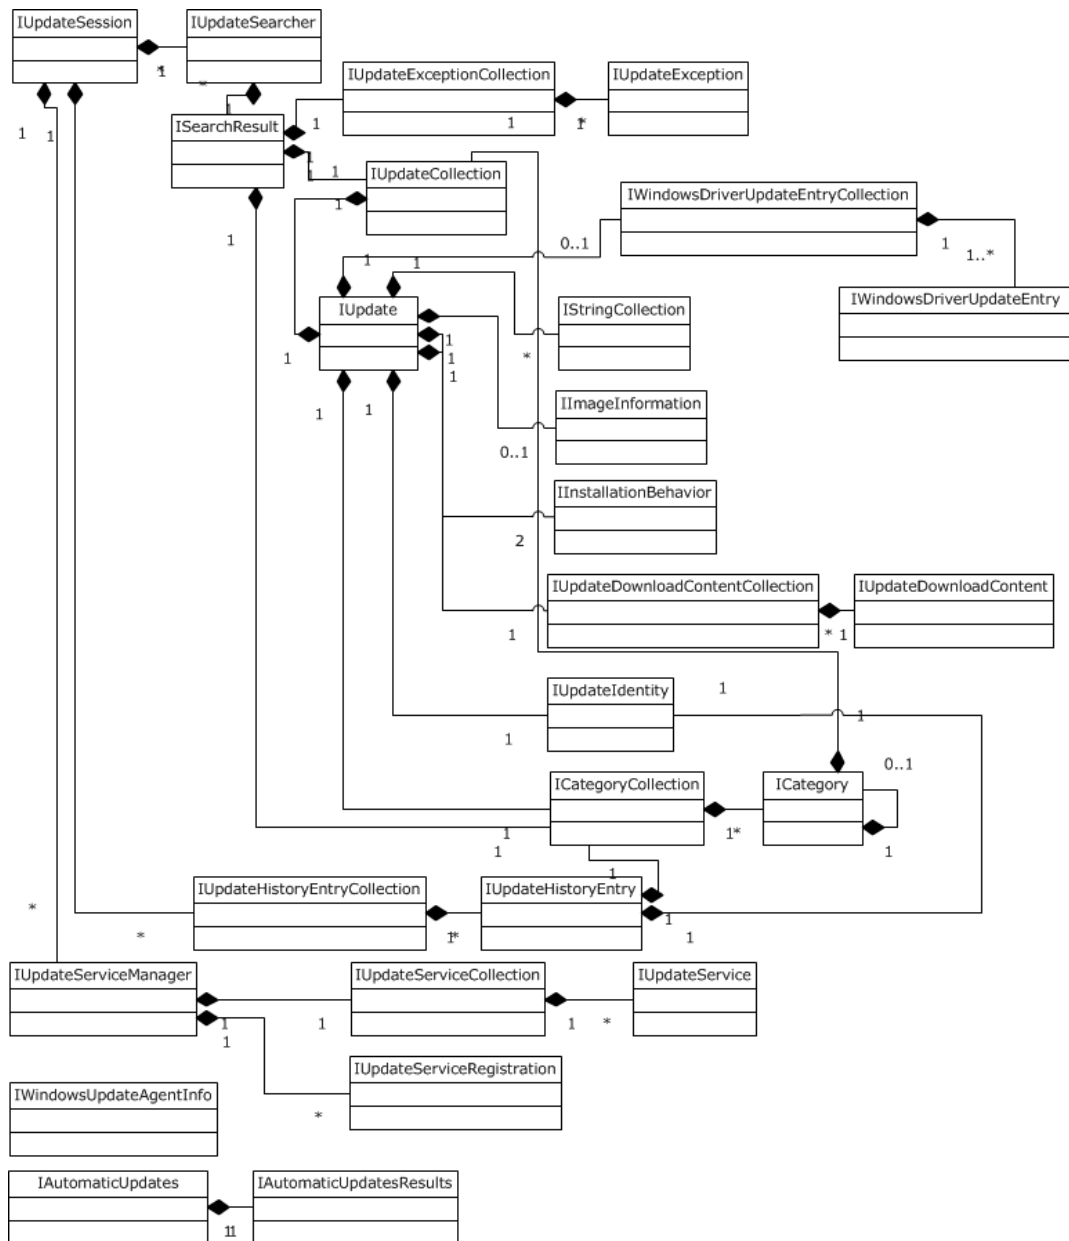 IUpdateSession
IUpdateSearcher
1
*
*
IUpdateExceptionCollection
IUpdateException
1
1
1
1
1
*
1
ISearchResult
1
1
1
IUpdateCollection
1
IWindowsDriverUpdateEntryCollection
1
0..1
1
1
1
1..*
IWindowsDriverUpdateEntry
IUpdate
IStringCollection
1
1
1
1
*
IImageInformation
1
1
0..1
IInstallationBehavior
2
IUpdateDownloadContentCollection
IUpdateDownloadContent
1
*
1
IUpdateIdentity
1
1
1
0..1
ICategoryCollection
ICategory
1
1*
1
1
1
IUpdateHistoryEntryCollection
IUpdateHistoryEntry
*
1
*
1*
1
IUpdateServiceManager
IUpdateServiceCollection
IUpdateService
1
1
1
*
1
IUpdateServiceRegistration
IWindowsUpdateAgentInfo
*
IAutomaticUpdates
IAutomaticUpdatesResults
11